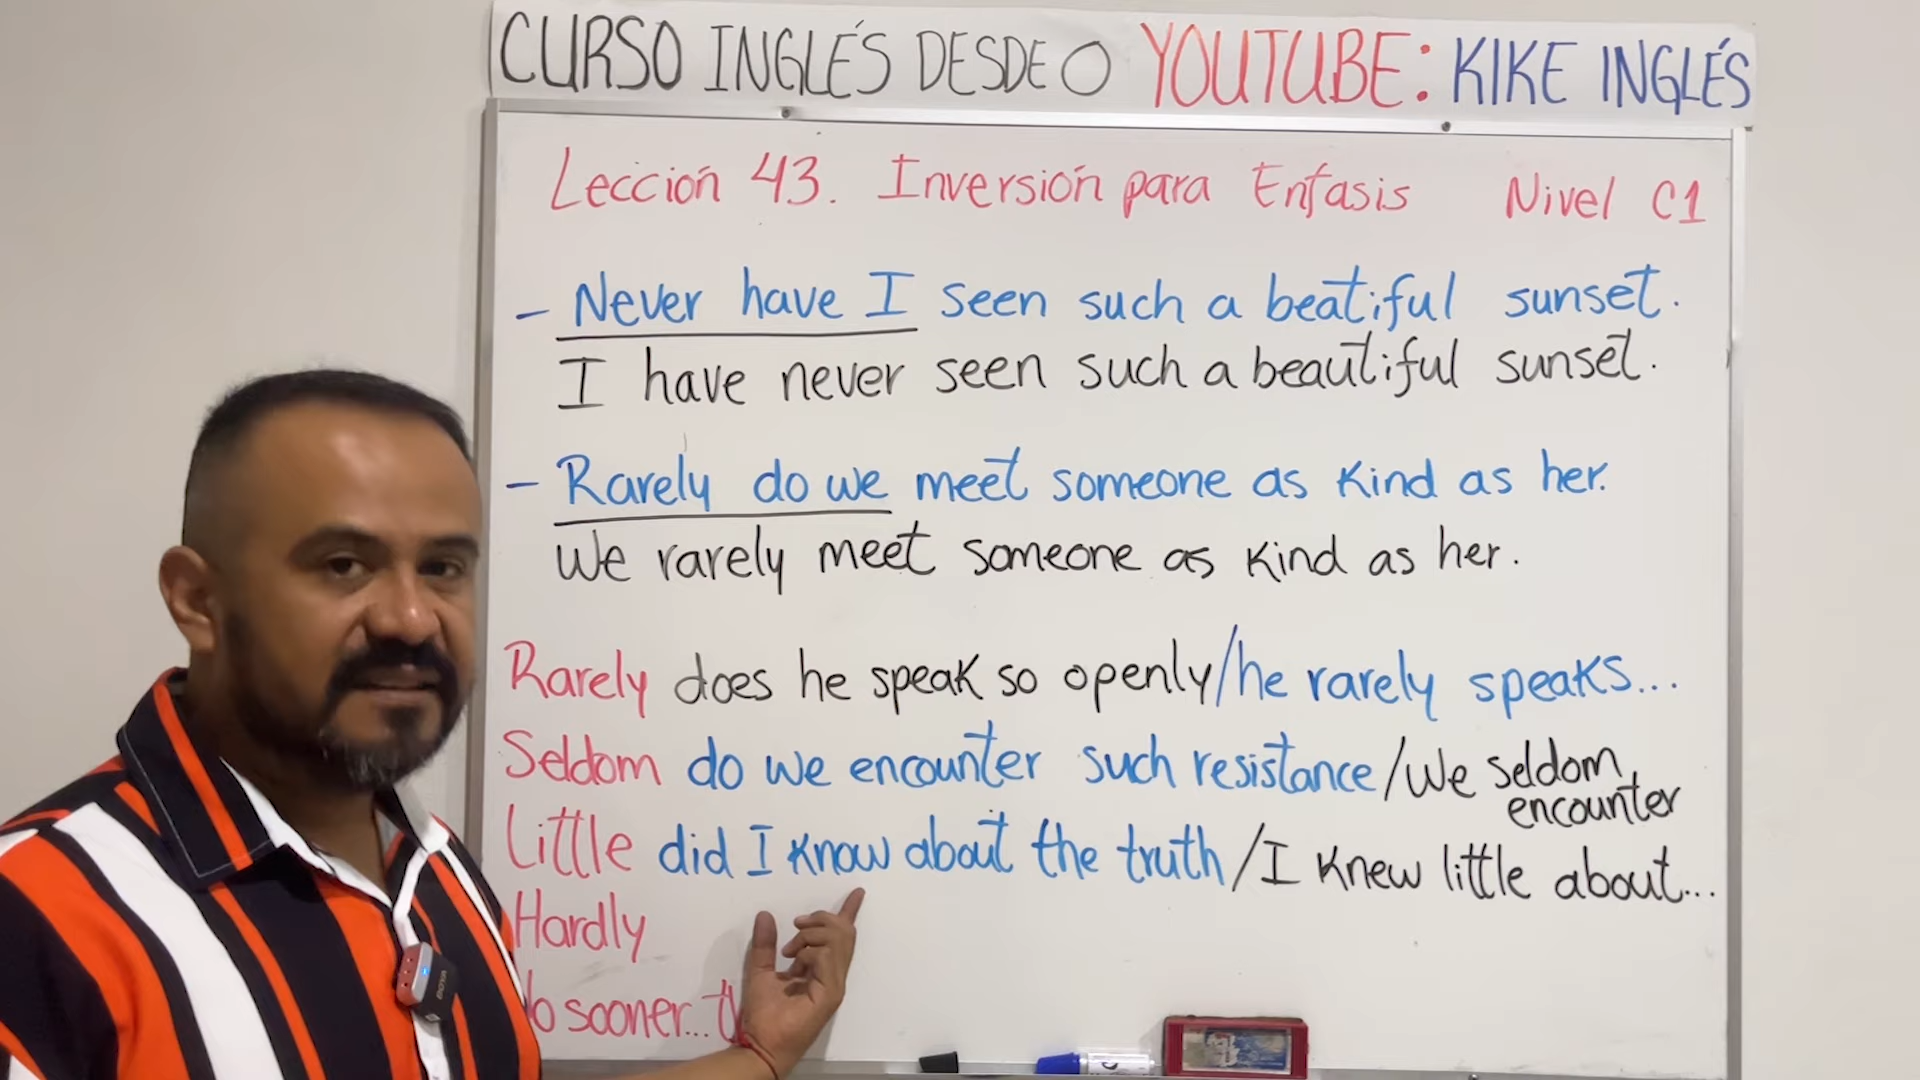 CURSO INGLÉS DESDE 0 YOUTUBE: KIKE INGLÉS
Lección 43. Inversión para Enfasis Nivel C1
- Never have I seen such a beatiful sunset.
I have never seen such a beautiful sunset.
- Rarely do we meet someone as kind as her.
We rarely meet someone as kind as her.
Rarely does he speak so openly/he rarely speaks...
Seldom do we encounter such resistance/We seldom
encounter
Little did I know about the truth/I knew little about...
Hardly
sooner...